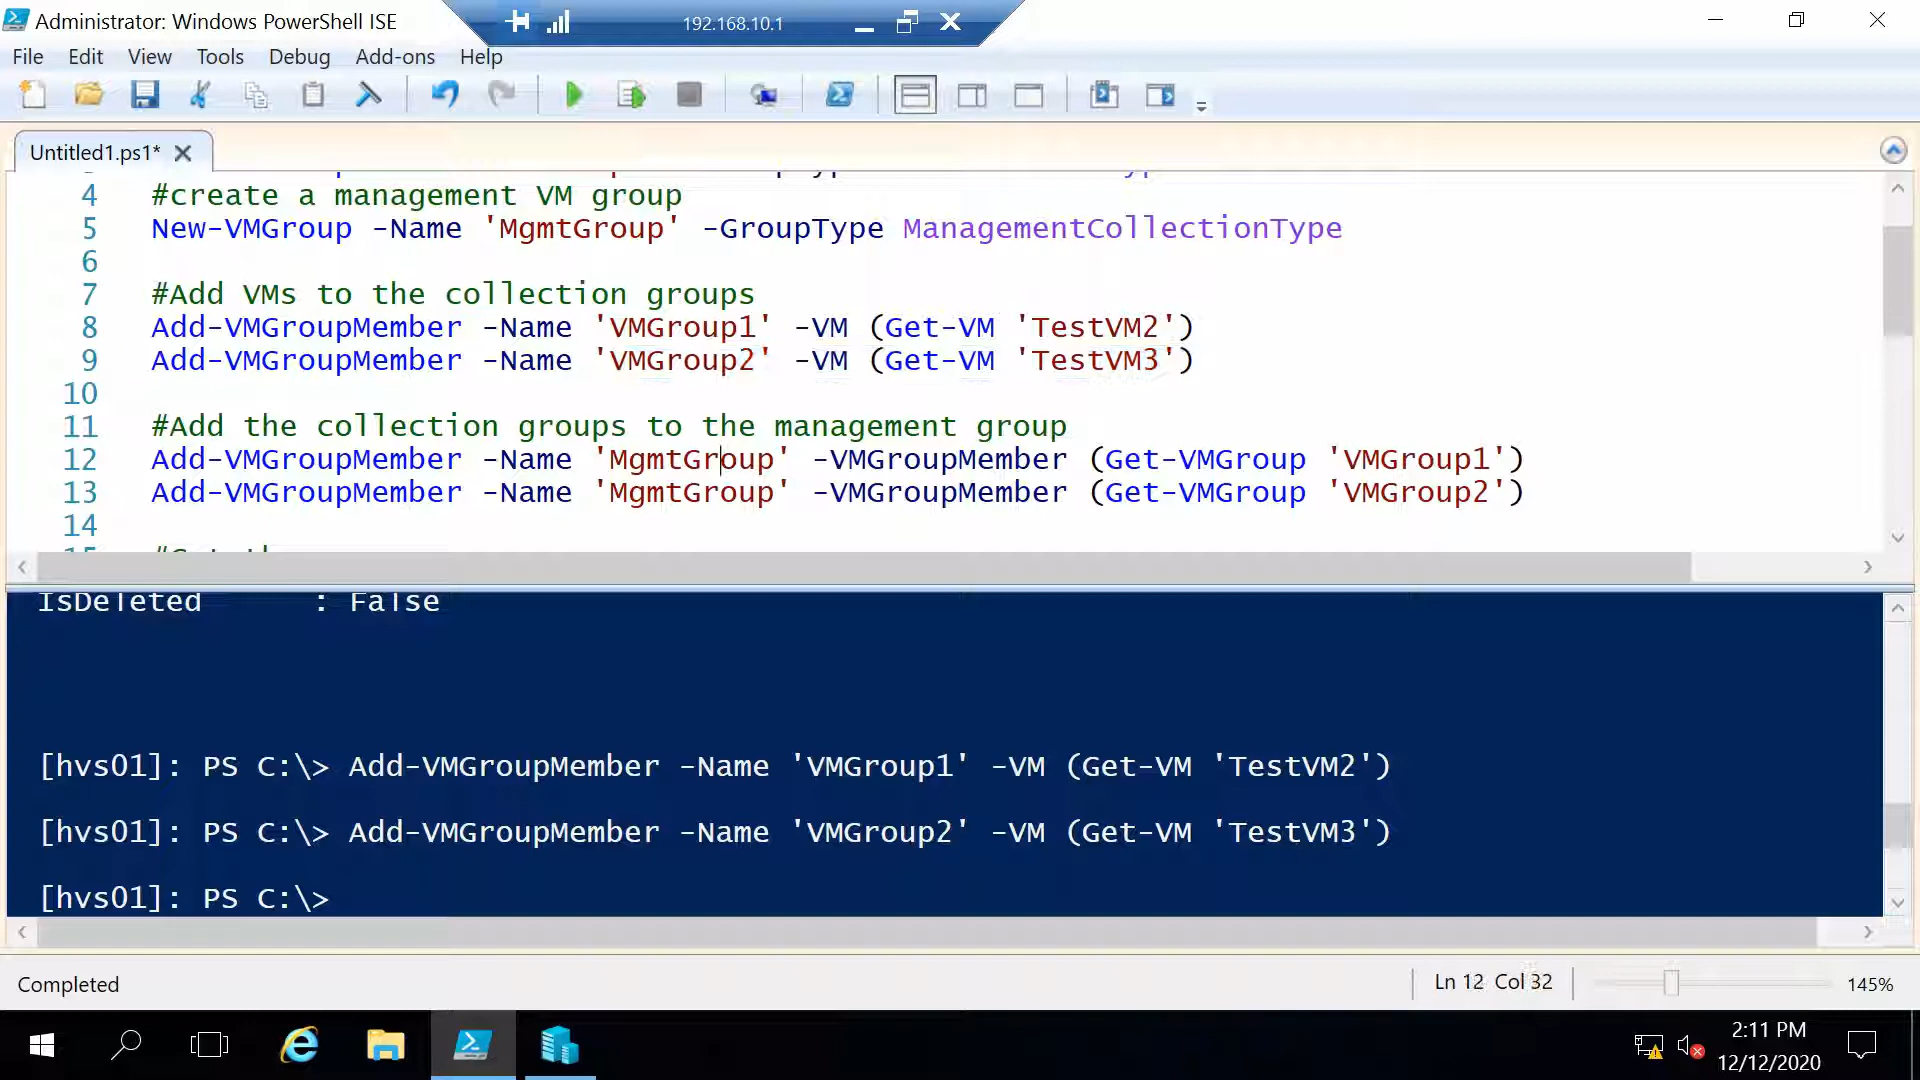 Administrator: Windows PowerShell ISE
192.168.10.1
File Edit View Tools Debug Add-ons Help
Untitled1.ps1*
4 #create a management VM group
5 New-VMGroup -Name 'MgmtGroup' -GroupType ManagementCollectionType
6
7 #Add VMs to the collection groups
8 Add-VMGroupMember -Name 'VMGroup1' -VM (Get-VM 'TestVM2')
9 Add-VMGroupMember -Name 'VMGroup2' -VM (Get-VM 'TestVM3')
10
11 #Add the collection groups to the management group
12 Add-VMGroupMember -Name 'MgmtGroup' -VMGroupMember (Get-VMGroup 'VMGroup1')
13 Add-VMGroupMember -Name 'MgmtGroup' -VMGroupMember (Get-VMGroup 'VMGroup2')
14
IsDeleted : False
[hvs01]: PS C:\> Add-VMGroupMember -Name 'VMGroup1' -VM (Get-VM 'TestVM2')
[hvs01]: PS C:\> Add-VMGroupMember -Name 'VMGroup2' -VM (Get-VM 'TestVM3')
[hvs01]: PS C:\>
Completed
Ln 12 Col 32
145%
2:11 PM
12/12/2020